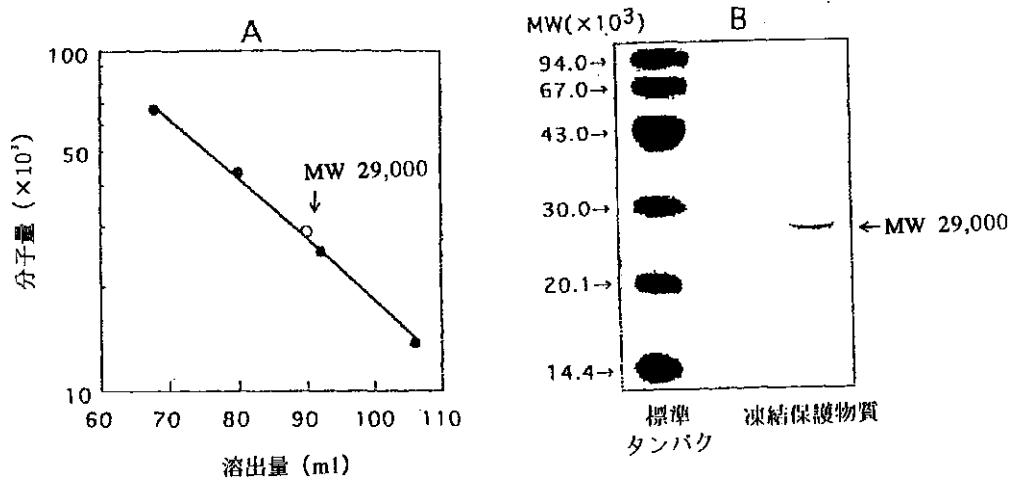 A
100
50
10
分子量 (×10³)
MW 29,000
↓
60 70 80 90 100 110
溶出量 (ml)
B
MW(×10³)
94.0→
67.0→
43.0→
30.0→
20.1→
14.4→
←MW 29,000
標準
タンパク
凍結保護物質